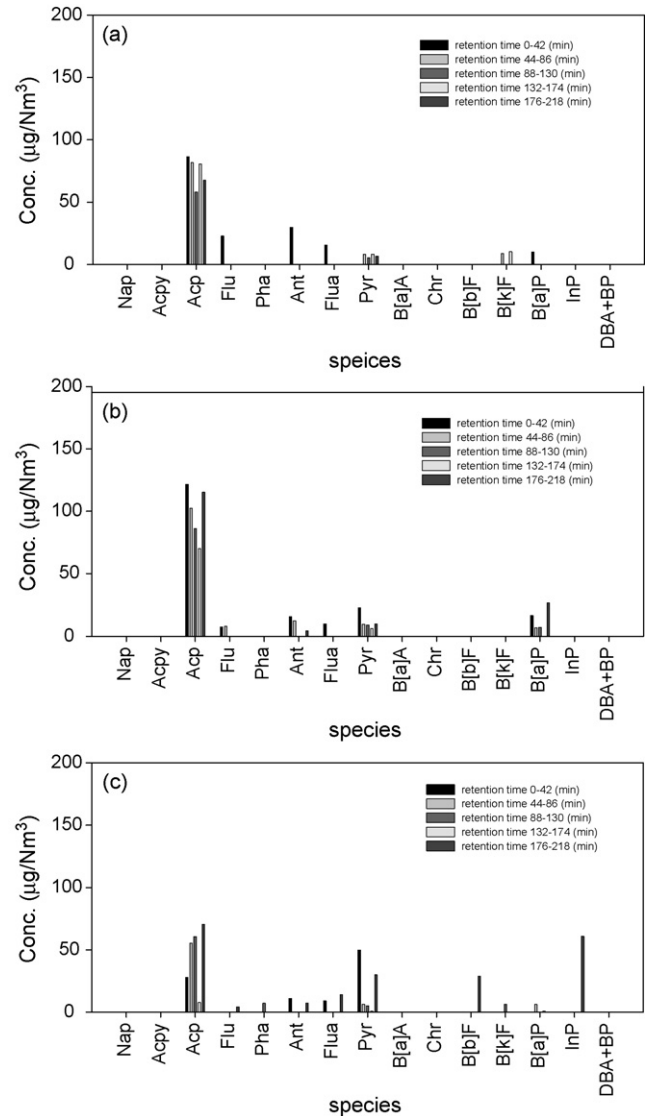 200
(a)
retention time 0-42 (min)
retention time 44-86 (min)
retention time 88-130 (min)
retention time 132-174 (min)
retention time 176-218 (min)
150
100
50
0
Conc. (µg/Nm³)
Nap
Acpy
Acp
Flu
Pha
Ant
Flua
Pyr
B[a]A
Chr
B[b]F
B[k]F
B[a]P
InP
DBA+BP
speices
200
(b)
retention time 0-42 (min)
retention time 44-86 (min)
retention time 88-130 (min)
retention time 132-174 (min)
retention time 176-218 (min)
150
100
50
0
Conc. (µg/Nm³)
Nap
Acpy
Acp
Flu
Pha
Ant
Flua
Pyr
B[a]A
Chr
B[b]F
B[k]F
B[a]P
InP
DBA+BP
species
200
(c)
retention time 0-42 (min)
retention time 44-86 (min)
retention time 88-130 (min)
retention time 132-174 (min)
retention time 176-218 (min)
150
100
50
0
Conc. (µg/Nm³)
Nap
Acpy
Acp
Flu
Pha
Ant
Flua
Pyr
B[a]A
Chr
B[b]F
B[k]F
B[a]P
InP
DBA+BP
species